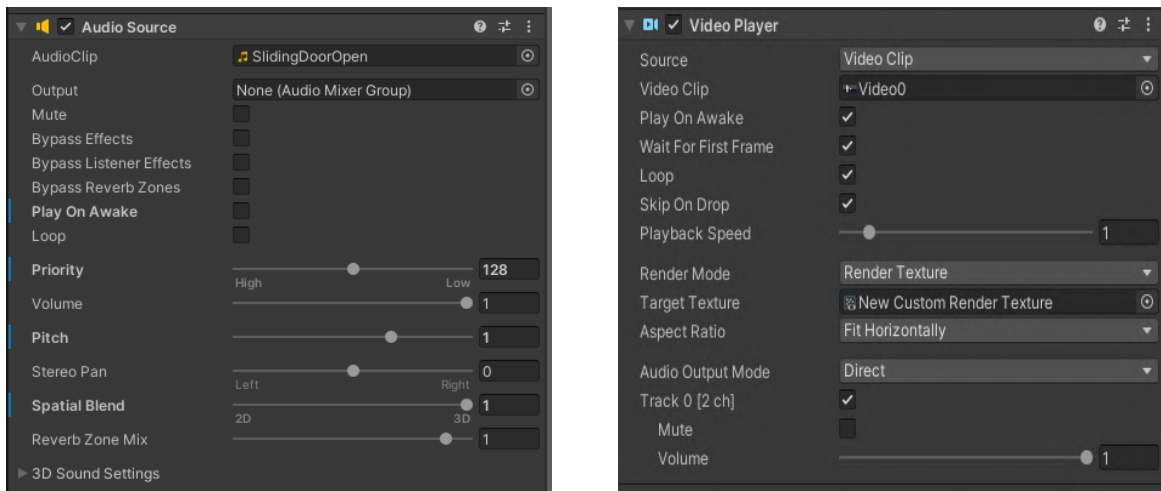 Audio Source
AudioClip SlidingDoorOpen
Output None (Audio Mixer Group)
Mute
Bypass Effects
Bypass Listener Effects
Bypass Reverb Zones
Play On Awake
Loop
Priority 128
High Low
Volume 1
Pitch 1
Stereo Pan 0
Left Right
Spatial Blend 1
2D 3D
Reverb Zone Mix 1
3D Sound Settings
Video Player
Source Video Clip
Video Clip Video0
Play On Awake
Wait For First Frame
Loop
Skip On Drop
Playback Speed 1
Render Mode Render Texture
Target Texture New Custom Render Texture
Aspect Ratio Fit Horizontally
Audio Output Mode Direct
Track 0 [2 ch]
Mute
Volume 1